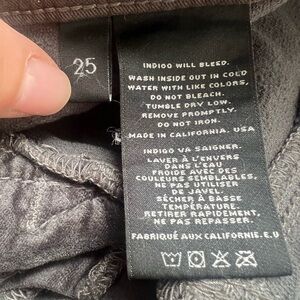 25
INDIGO WILL BLEED.
WASH INSIDE OUT IN COLD
WATER WITH LIKE COLORS,
DO NOT BLEACH.
TUMBLE DRY LOW.
REMOVE PROMPTLY.
DO NOT IRON.
MADE IN CALIFORNIA. USA
INDIGO VA SAIGNER.
LAVER À L'ENVERS
DANS L'EAU
FROIDE AVEC DES
COULEURS SEMBLABLES,
NE PAS UTILISER
DE JAVEL.
SÉCHER À BASSE
TEMPÉRATURE.
RETIRER RAPIDEMENT,
NE PAS REPASSER.
FABRIQUÉ AUX CALIFORNIE.E.U